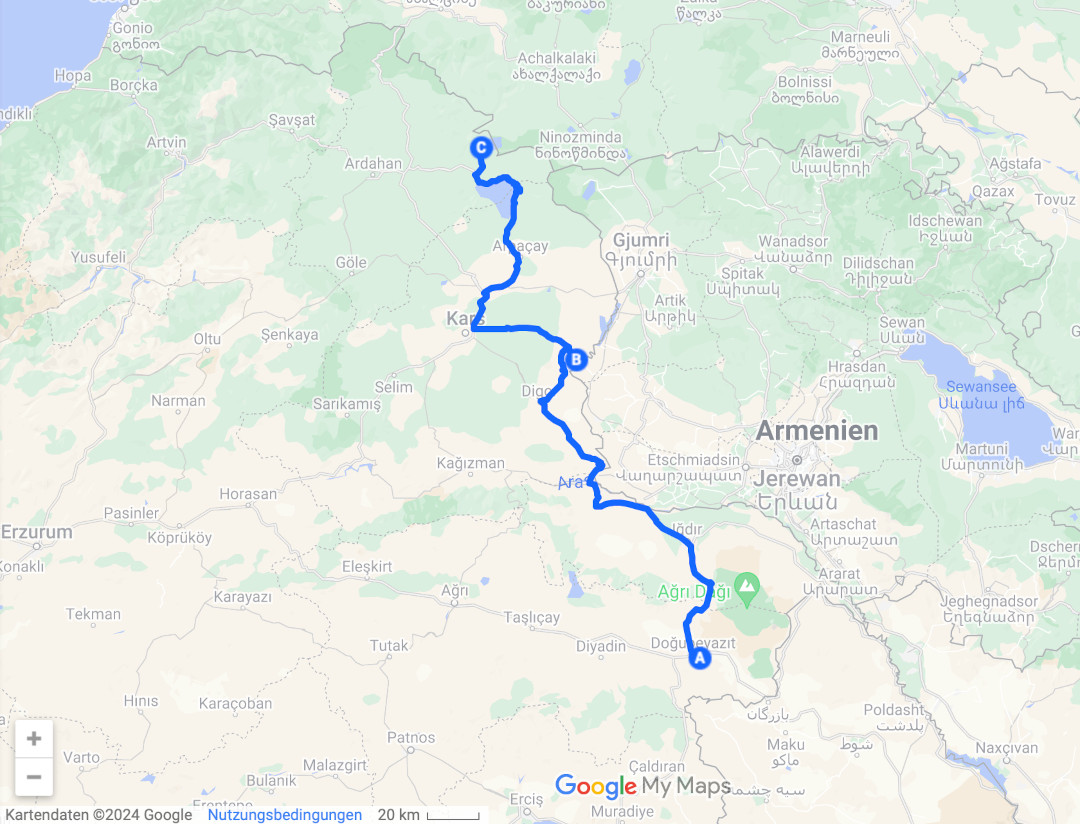 Gonio
გონიო
Hopa
Borçka
ndıklı
Artvin
Şavşat
Ardahan
Yusufeli
Göle
Oltu
Şenkaya
Narman
Selim
Sarıkamış
Kars
Digor
Achalkalaki
ახალქალაქი
Ninozminda
ნინოწმინდა
წალკა
Marneuli
მარნეული
Bolnissi
ბოლნისი
Alawerdi
Ալավերդի
Ağstafa
Qazax
Tovuz
Idschewan
Իջևան
Gjumri
Գյումրի
Wanadsor
Վանաձոր
Spitak
Սպիտակ
Dilidschan
Դիլիջան
Artik
Արթիկ
Sewan
Սևան
Hrasdan
Հրազդան
Sewansee
Սևանա լիճ
Martuni
Մարտունի
Armenien
Etschmiadsin
Վաղարշապատ
Jerewan
Երևան
Kağızman
Aras
Horasan
Pasinler
Köprüköy
Erzurum
Konaklı
Iğdır
Artaschat
Արտաշատ
Ararat
Արարատ
Eleşkirt
Ağrı
Karayazı
Tekman
Taşlıçay
Ağrı Dağı
Doğubeyazıt
Diyadin
Tutak
Jeghegnadsor
Եղեգնաձոր
Hınıs
Karaçoban
Patnos
Malazgirt
Varto
Bulanık
Çaldıran
Erciş
Muradiye
بازرگان
Maku
ماکو
شوط
Poldasht
پلدشت
Naxçıvan
سیه چشمه
A
B
C
+
−
Google My Maps
Kartendaten ©2024 Google Nutzungsbedingungen 20 km